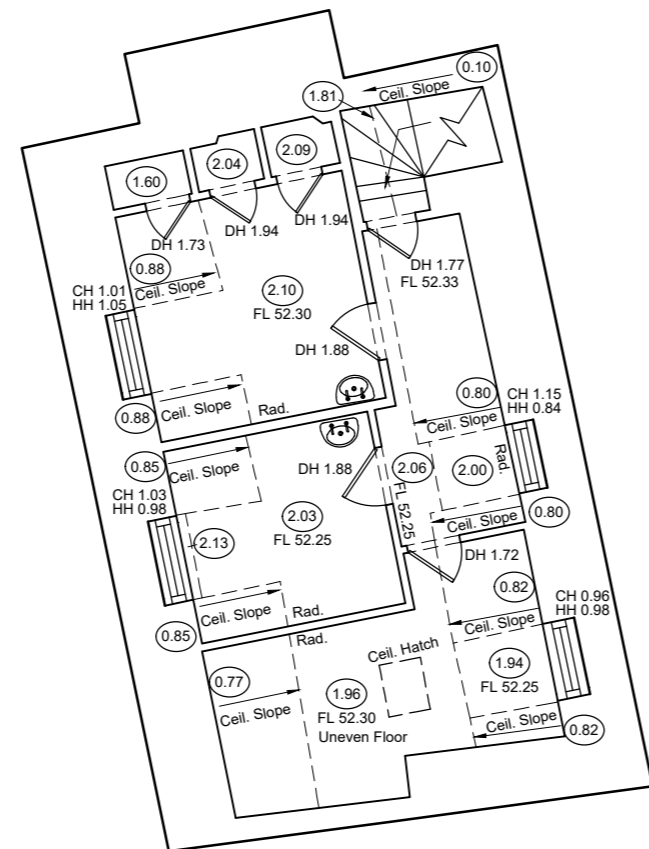 0.10
Ceil. Slope
1.81
2.09
2.04
1.60
DH 1.73
DH 1.94
DH 1.94
DH 1.77
FL 52.33
0.88
Ceil. Slope
CH 1.01
HH 1.05
2.10
FL 52.30
DH 1.88
0.80
CH 1.15
HH 0.84
Ceil. Slope
0.88
Ceil. Slope
Rad.
Rad.
0.85
Ceil. Slope
DH 1.88
2.06
FL 52.25
2.00
CH 1.03
HH 0.98
2.13
2.03
FL 52.25
0.80
Ceil. Slope
DH 1.72
0.82
CH 0.96
HH 0.98
0.85
Ceil. Slope
Rad.
Ceil. Slope
Rad.
Ceil. Hatch
0.77
Ceil. Slope
1.96
FL 52.30
Uneven Floor
1.94
FL 52.25
Ceil. Slope
0.82